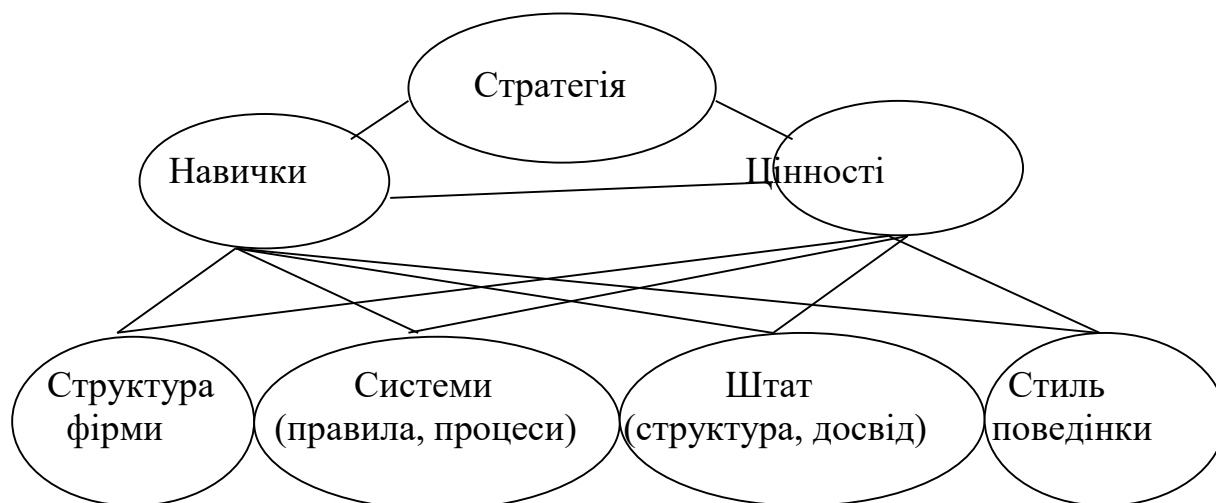 Стратегія
Навички
Цінності
Структура
фірми
Системи
(правила, процеси)
Штат
(структура, досвід)
Стиль
поведінки